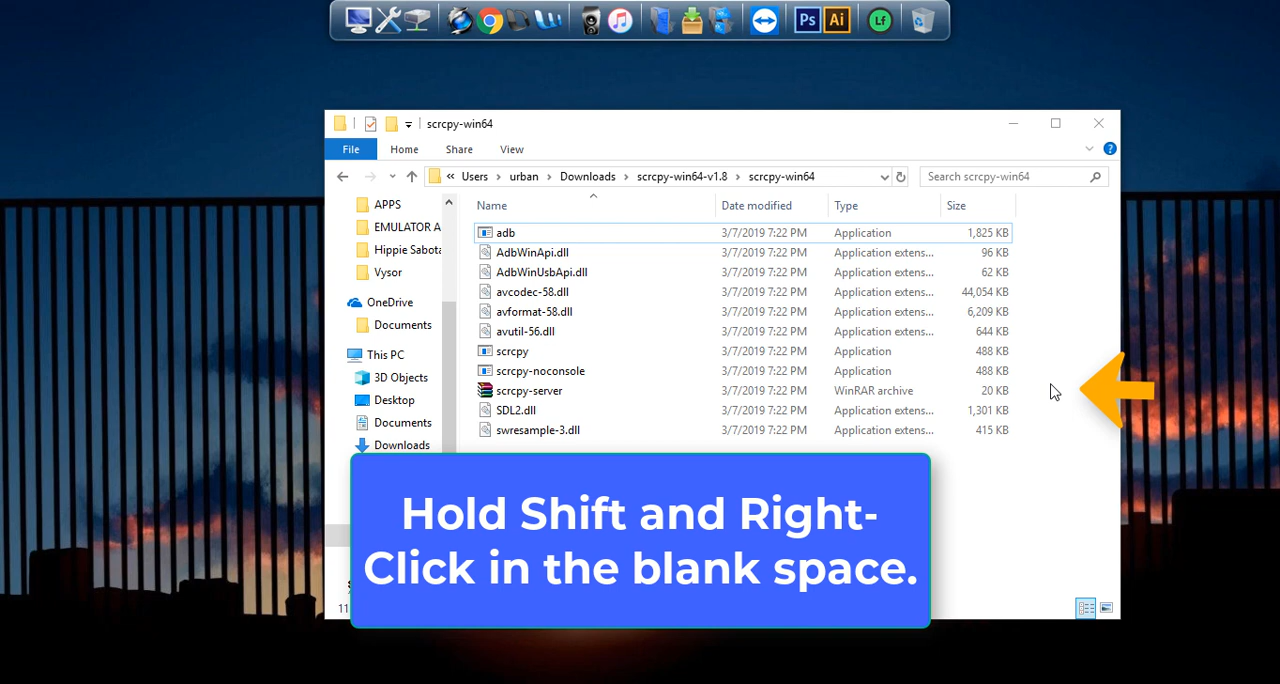 Ps Ai Lf
scrcpy-win64
File Home Share View
« Users › urban › Downloads › scrcpy-win64-v1.8 › scrcpy-win64 Search scrcpy-win64
Name Date modified Type Size
APPS
EMULATOR A
Hippie Sabota
Vysor
OneDrive
Documents
This PC
3D Objects
Desktop
Documents
Downloads
adb 3/7/2019 7:22 PM Application 1,825 KB
AdbWinApi.dll 3/7/2019 7:22 PM Application extens... 96 KB
AdbWinUsbApi.dll 3/7/2019 7:22 PM Application extens... 62 KB
avcodec-58.dll 3/7/2019 7:22 PM Application extens... 44,054 KB
avformat-58.dll 3/7/2019 7:22 PM Application extens... 6,209 KB
avutil-56.dll 3/7/2019 7:22 PM Application extens... 644 KB
scrcpy 3/7/2019 7:22 PM Application 488 KB
scrcpy-noconsole 3/7/2019 7:22 PM Application 488 KB
scrcpy-server 3/7/2019 7:22 PM WinRAR archive 20 KB
SDL2.dll 3/7/2019 7:22 PM Application extens... 1,301 KB
swresample-3.dll 3/7/2019 7:22 PM Application extens... 415 KB
Hold Shift and Right-
Click in the blank space.
11